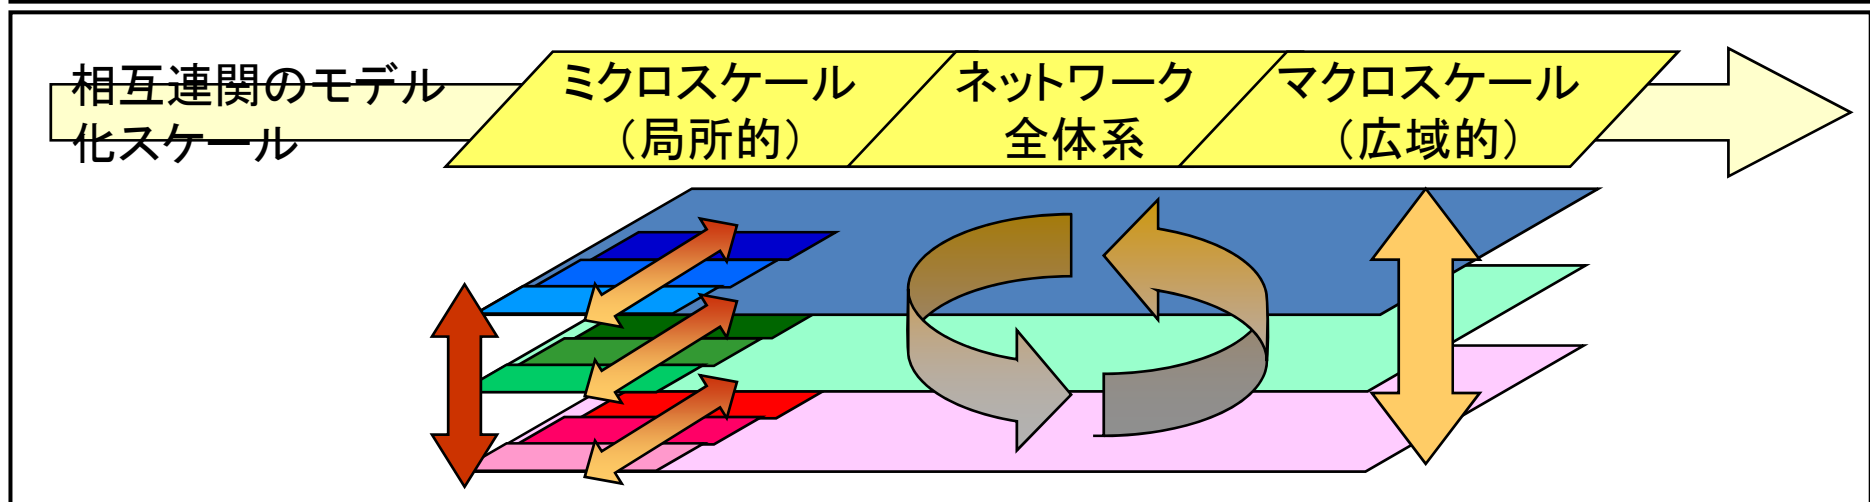 相互連関のモデル
化スケール
ミクロスケール
（局所的）
ネットワーク
全体系
マクロスケール
（広域的）